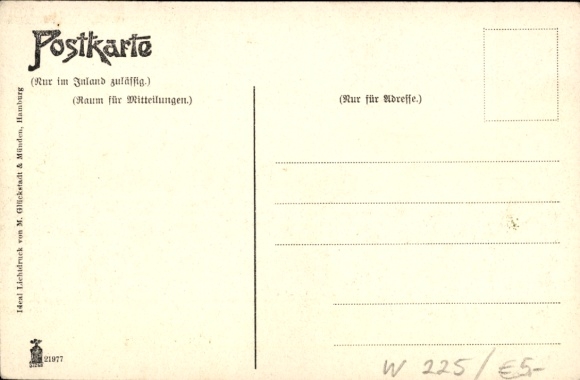 Postkarte
(Nur im Inland zulässig.)
(Raum für Mitteilungen.)
(Nur für Adresse.)
Ideal Lichtdruck von M. Glückstadt & Münden, Hamburg
21977
W 225/£5-